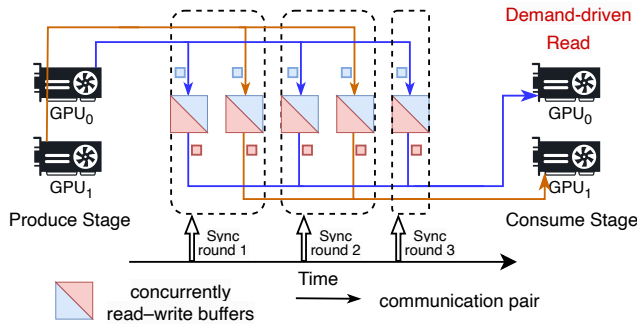 Demand-driven
Read
GPU0
GPU0
GPU1
GPU1
Produce Stage
Consume Stage
Sync
round 1
Sync
round 2
Sync
round 3
Time
concurrently
read–write buffers
communication pair